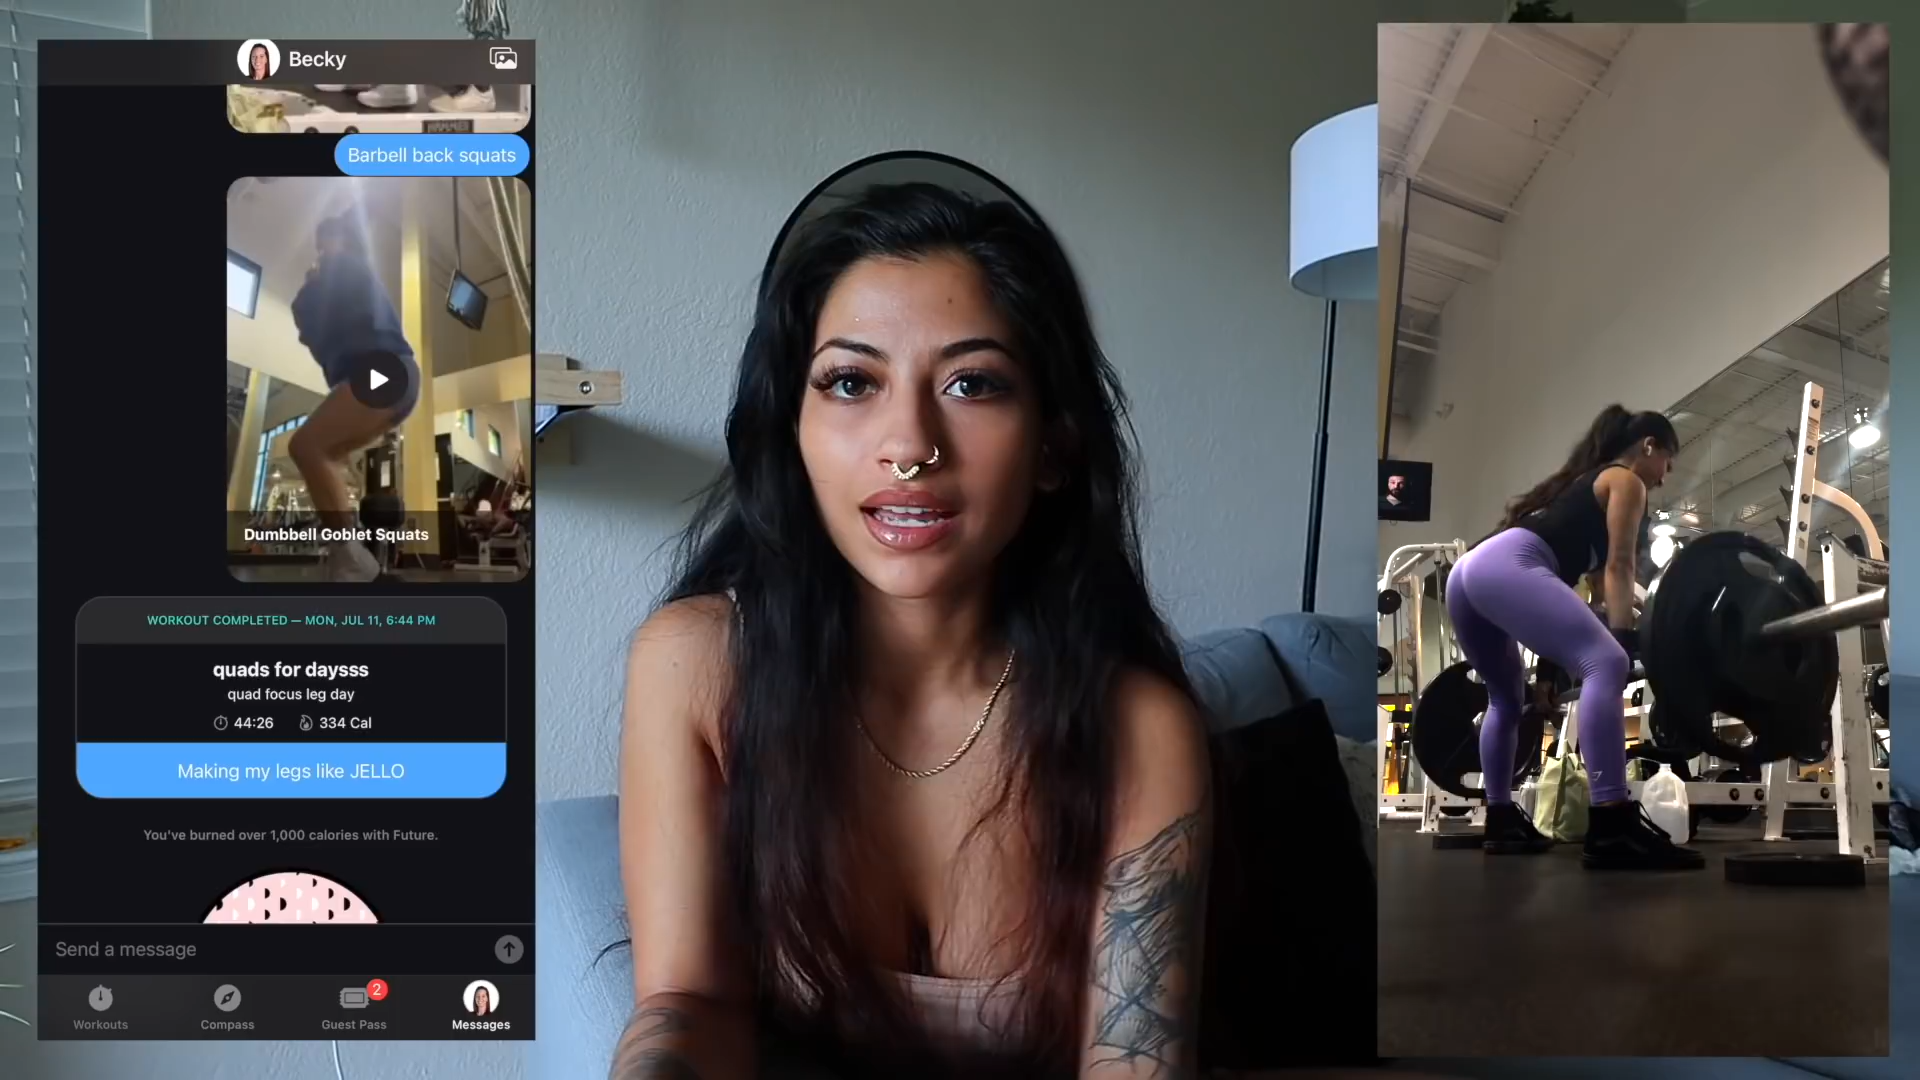 Becky
HAMMER
Barbell back squats
Dumbbell Goblet Squats
WORKOUT COMPLETED — MON, JUL 11, 6:44 PM
quads for daysss
quad focus leg day
44:26 334 Cal
Making my legs like JELLO
You've burned over 1,000 calories with Future.
Send a message
2
Workouts Compass Guest Pass Messages